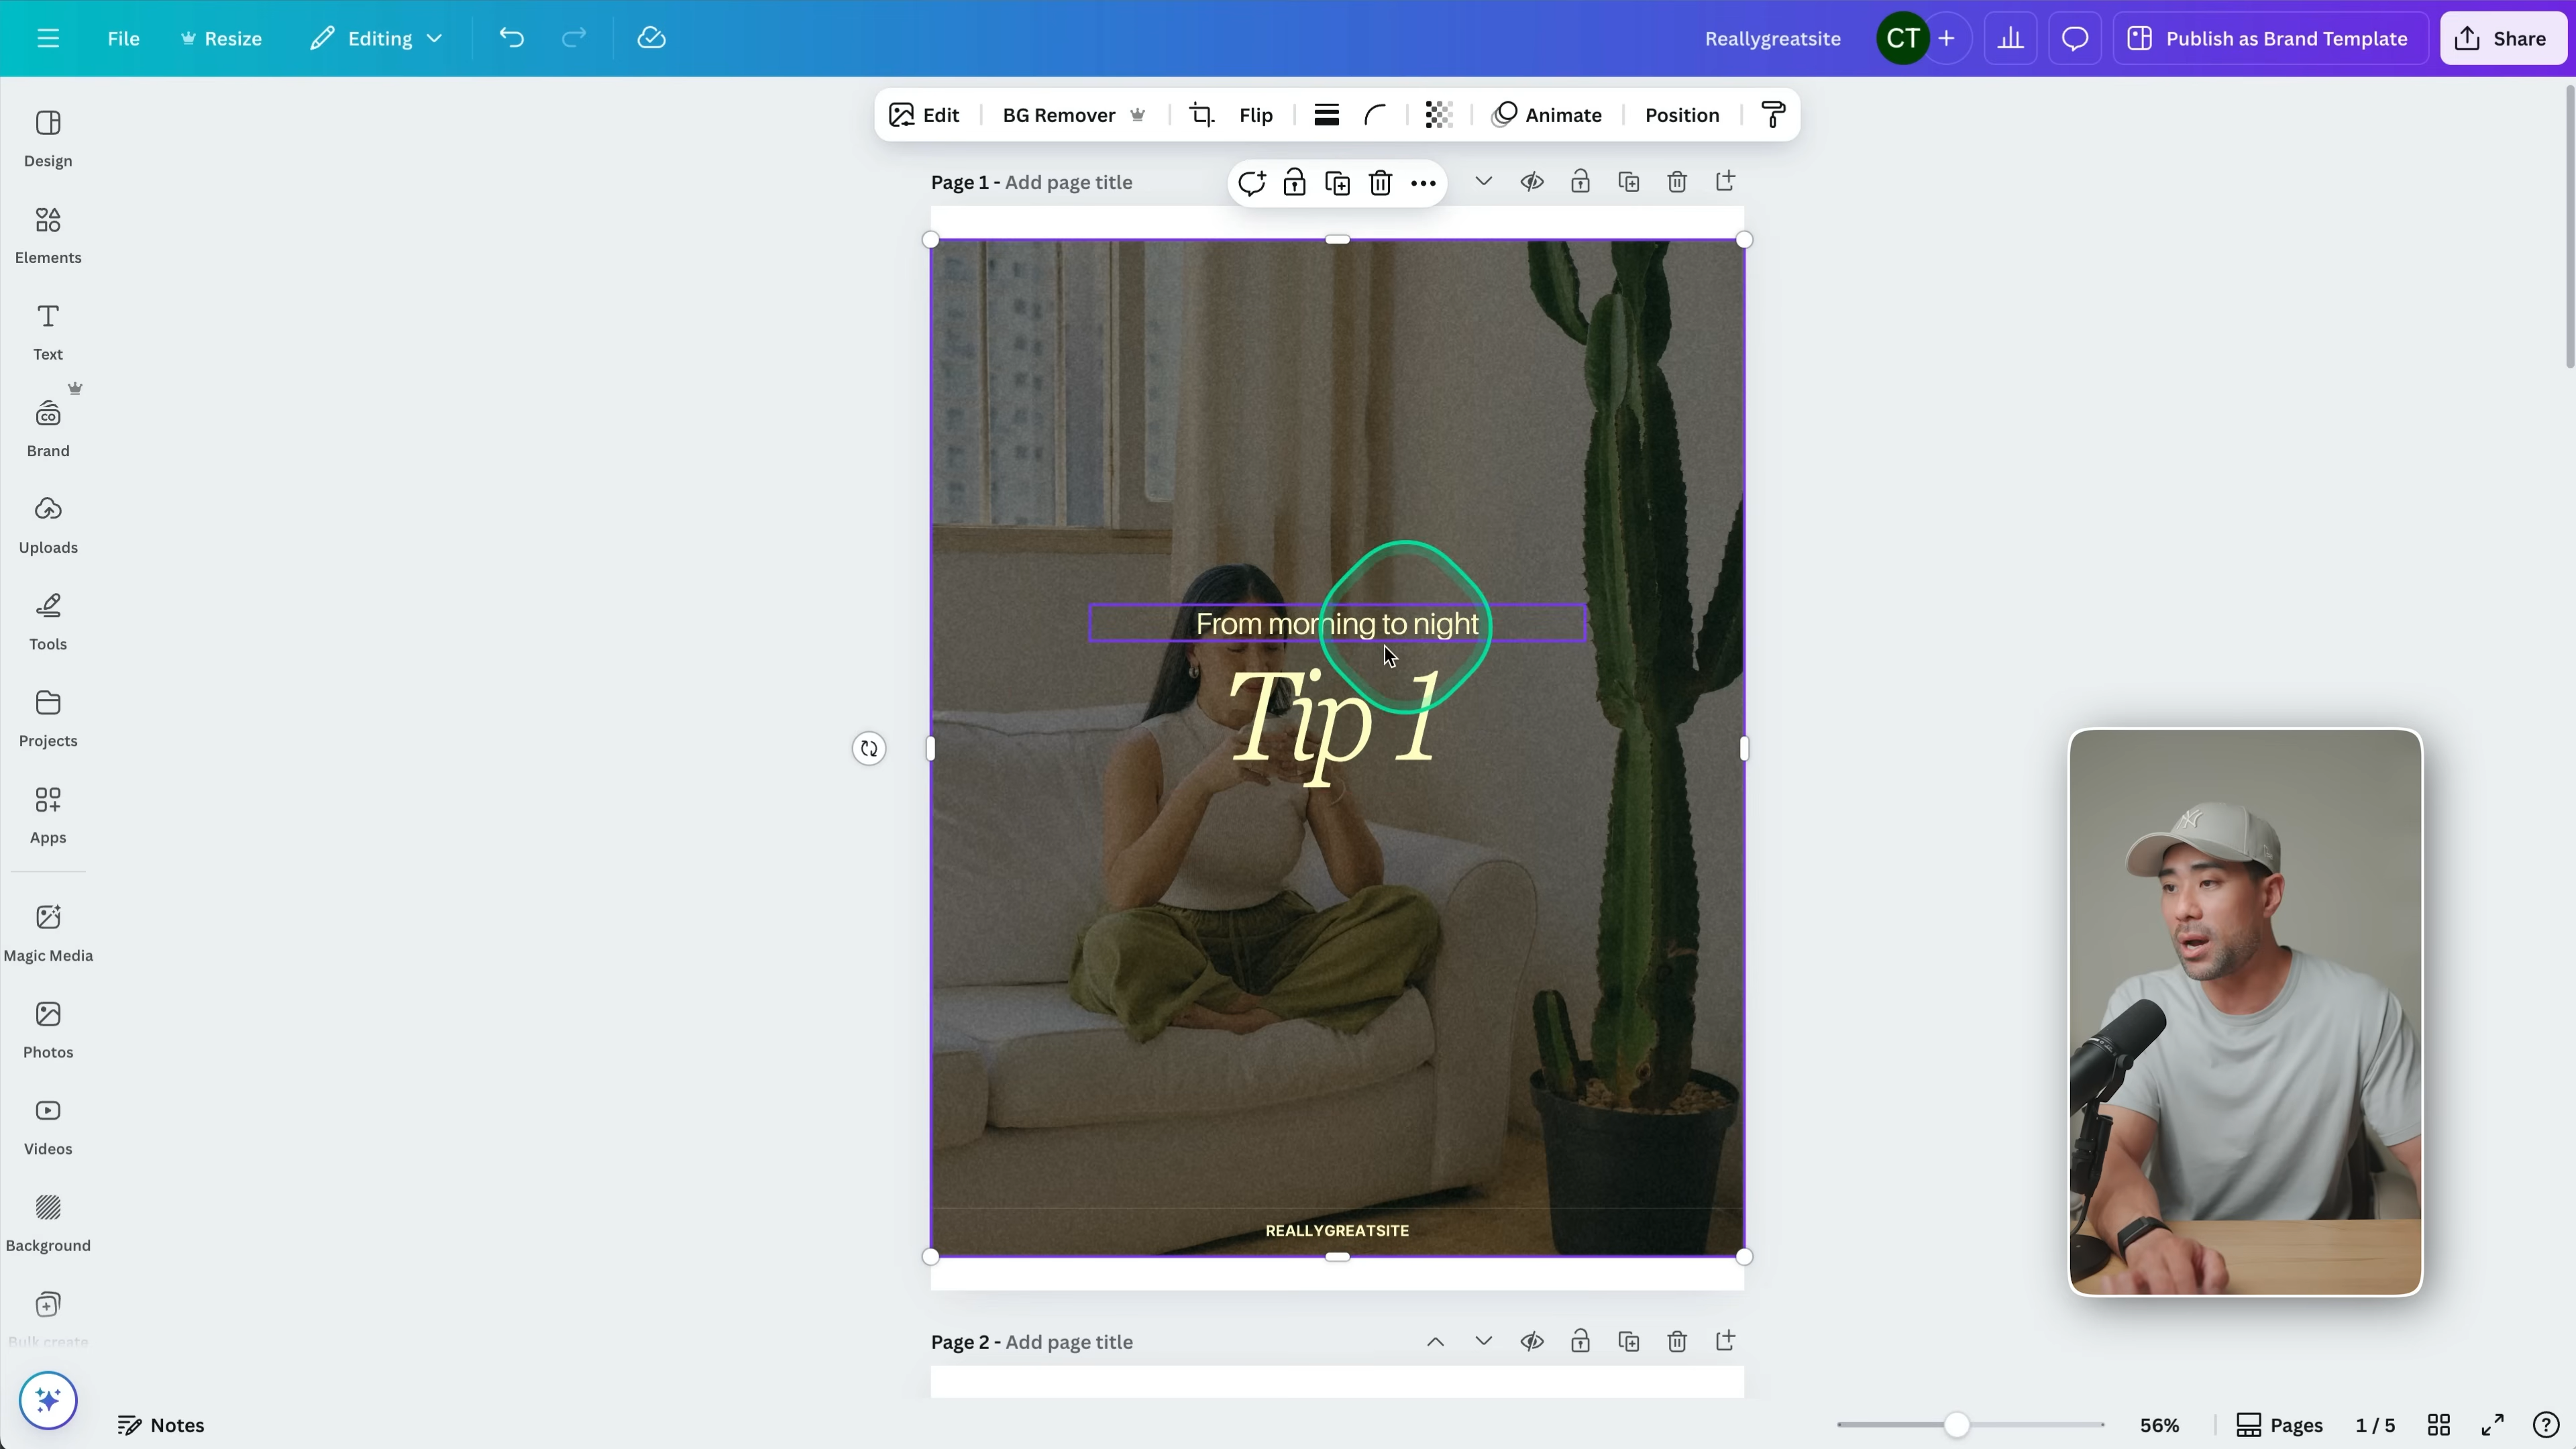 File
Resize
Editing
Reallygreatsite
CT
Publish as Brand Template
Share
Edit
BG Remover
Flip
Animate
Position
Page 1 - Add page title
Design
Elements
Text
Brand
Uploads
Tools
Projects
Apps
Magic Media
Photos
Videos
Background
Bulk create
From morning to night
Tip 1
REALLYGREATSITE
Page 2 - Add page title
Notes
56%
Pages
1 / 5